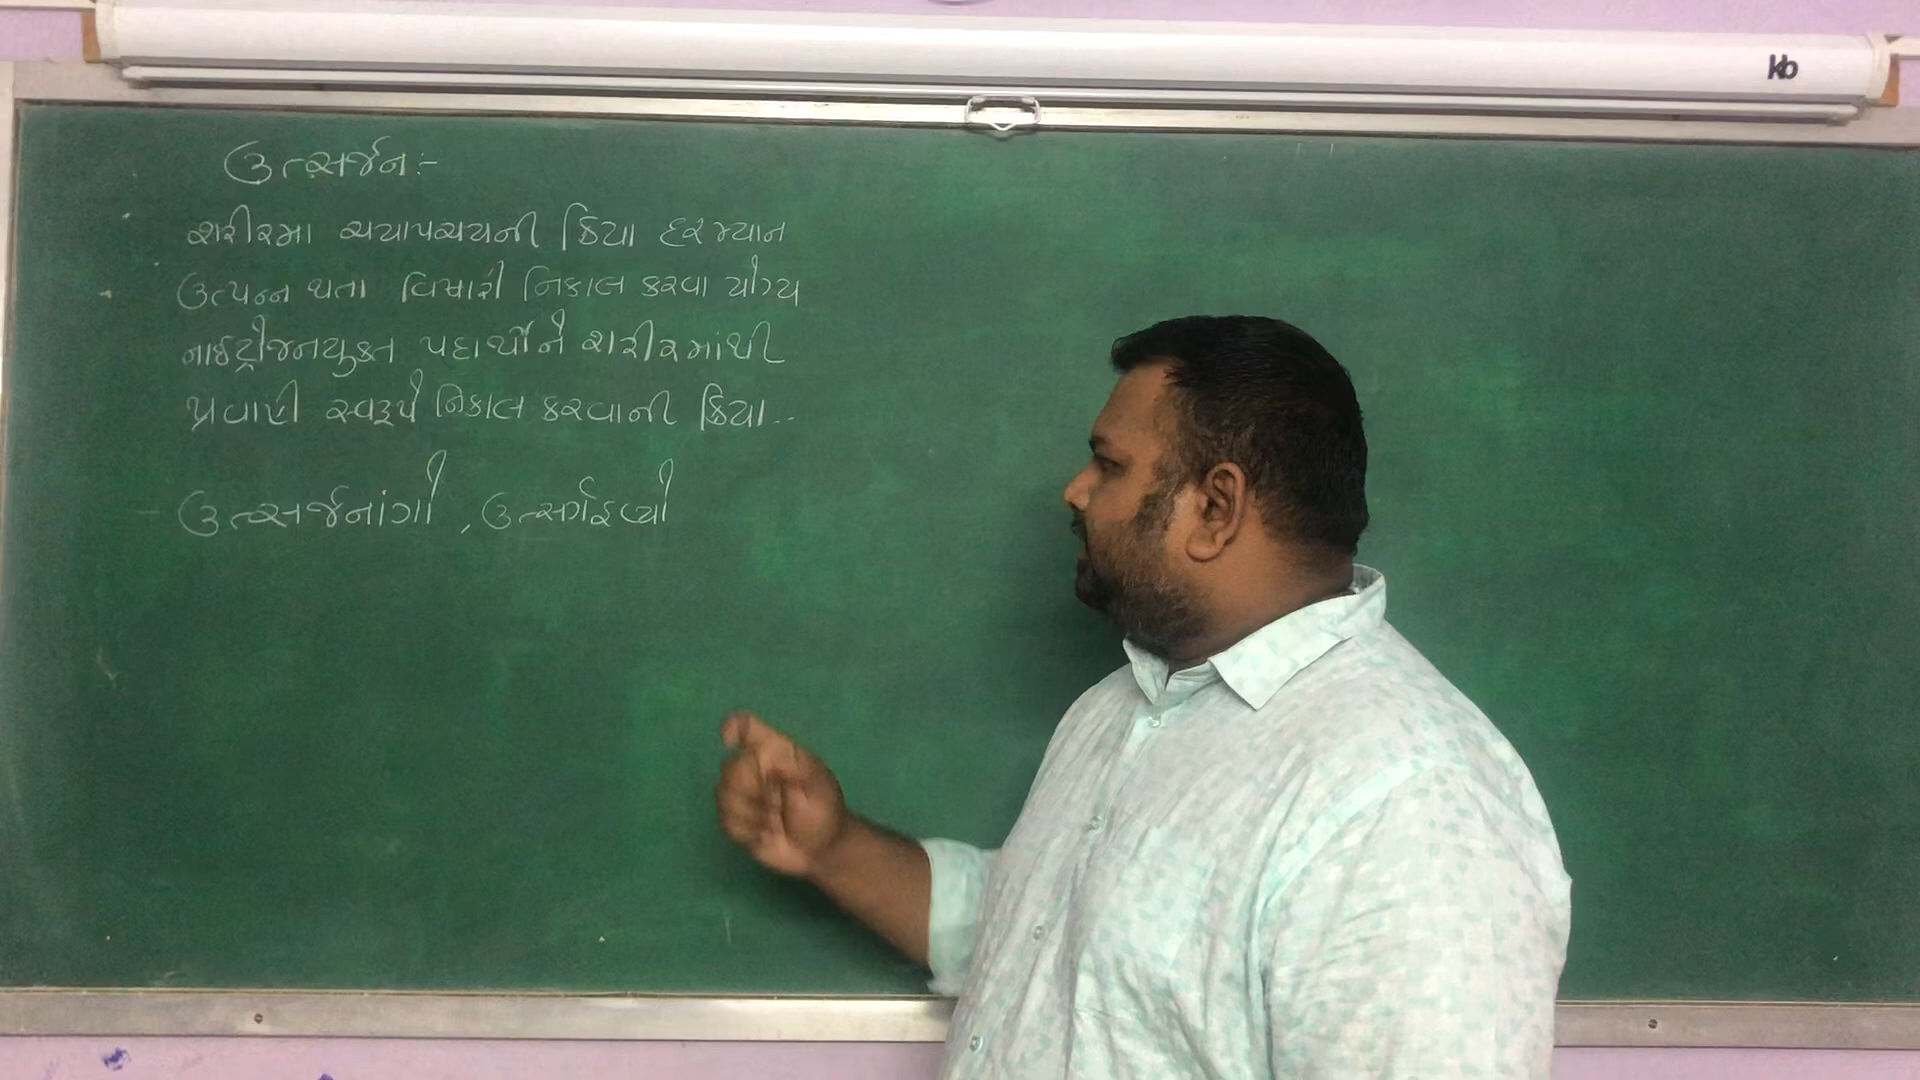 kb
ઉત્સર્જન:-
શરીરમા ચયાપચયની ક્રિયા દરમ્યાન
ઉત્પન્ન થતા વિષારી નિકાલ કરવા યોગ્ય
નાઈટ્રોજનયુક્ત પદાર્થોને શરીરમાંથી
પ્રવાહી સ્વરૂપે નિકાલ કરવાની ક્રિયા..
ઉત્સર્જનાંગો, ઉત્સર્ગદ્રવ્યો